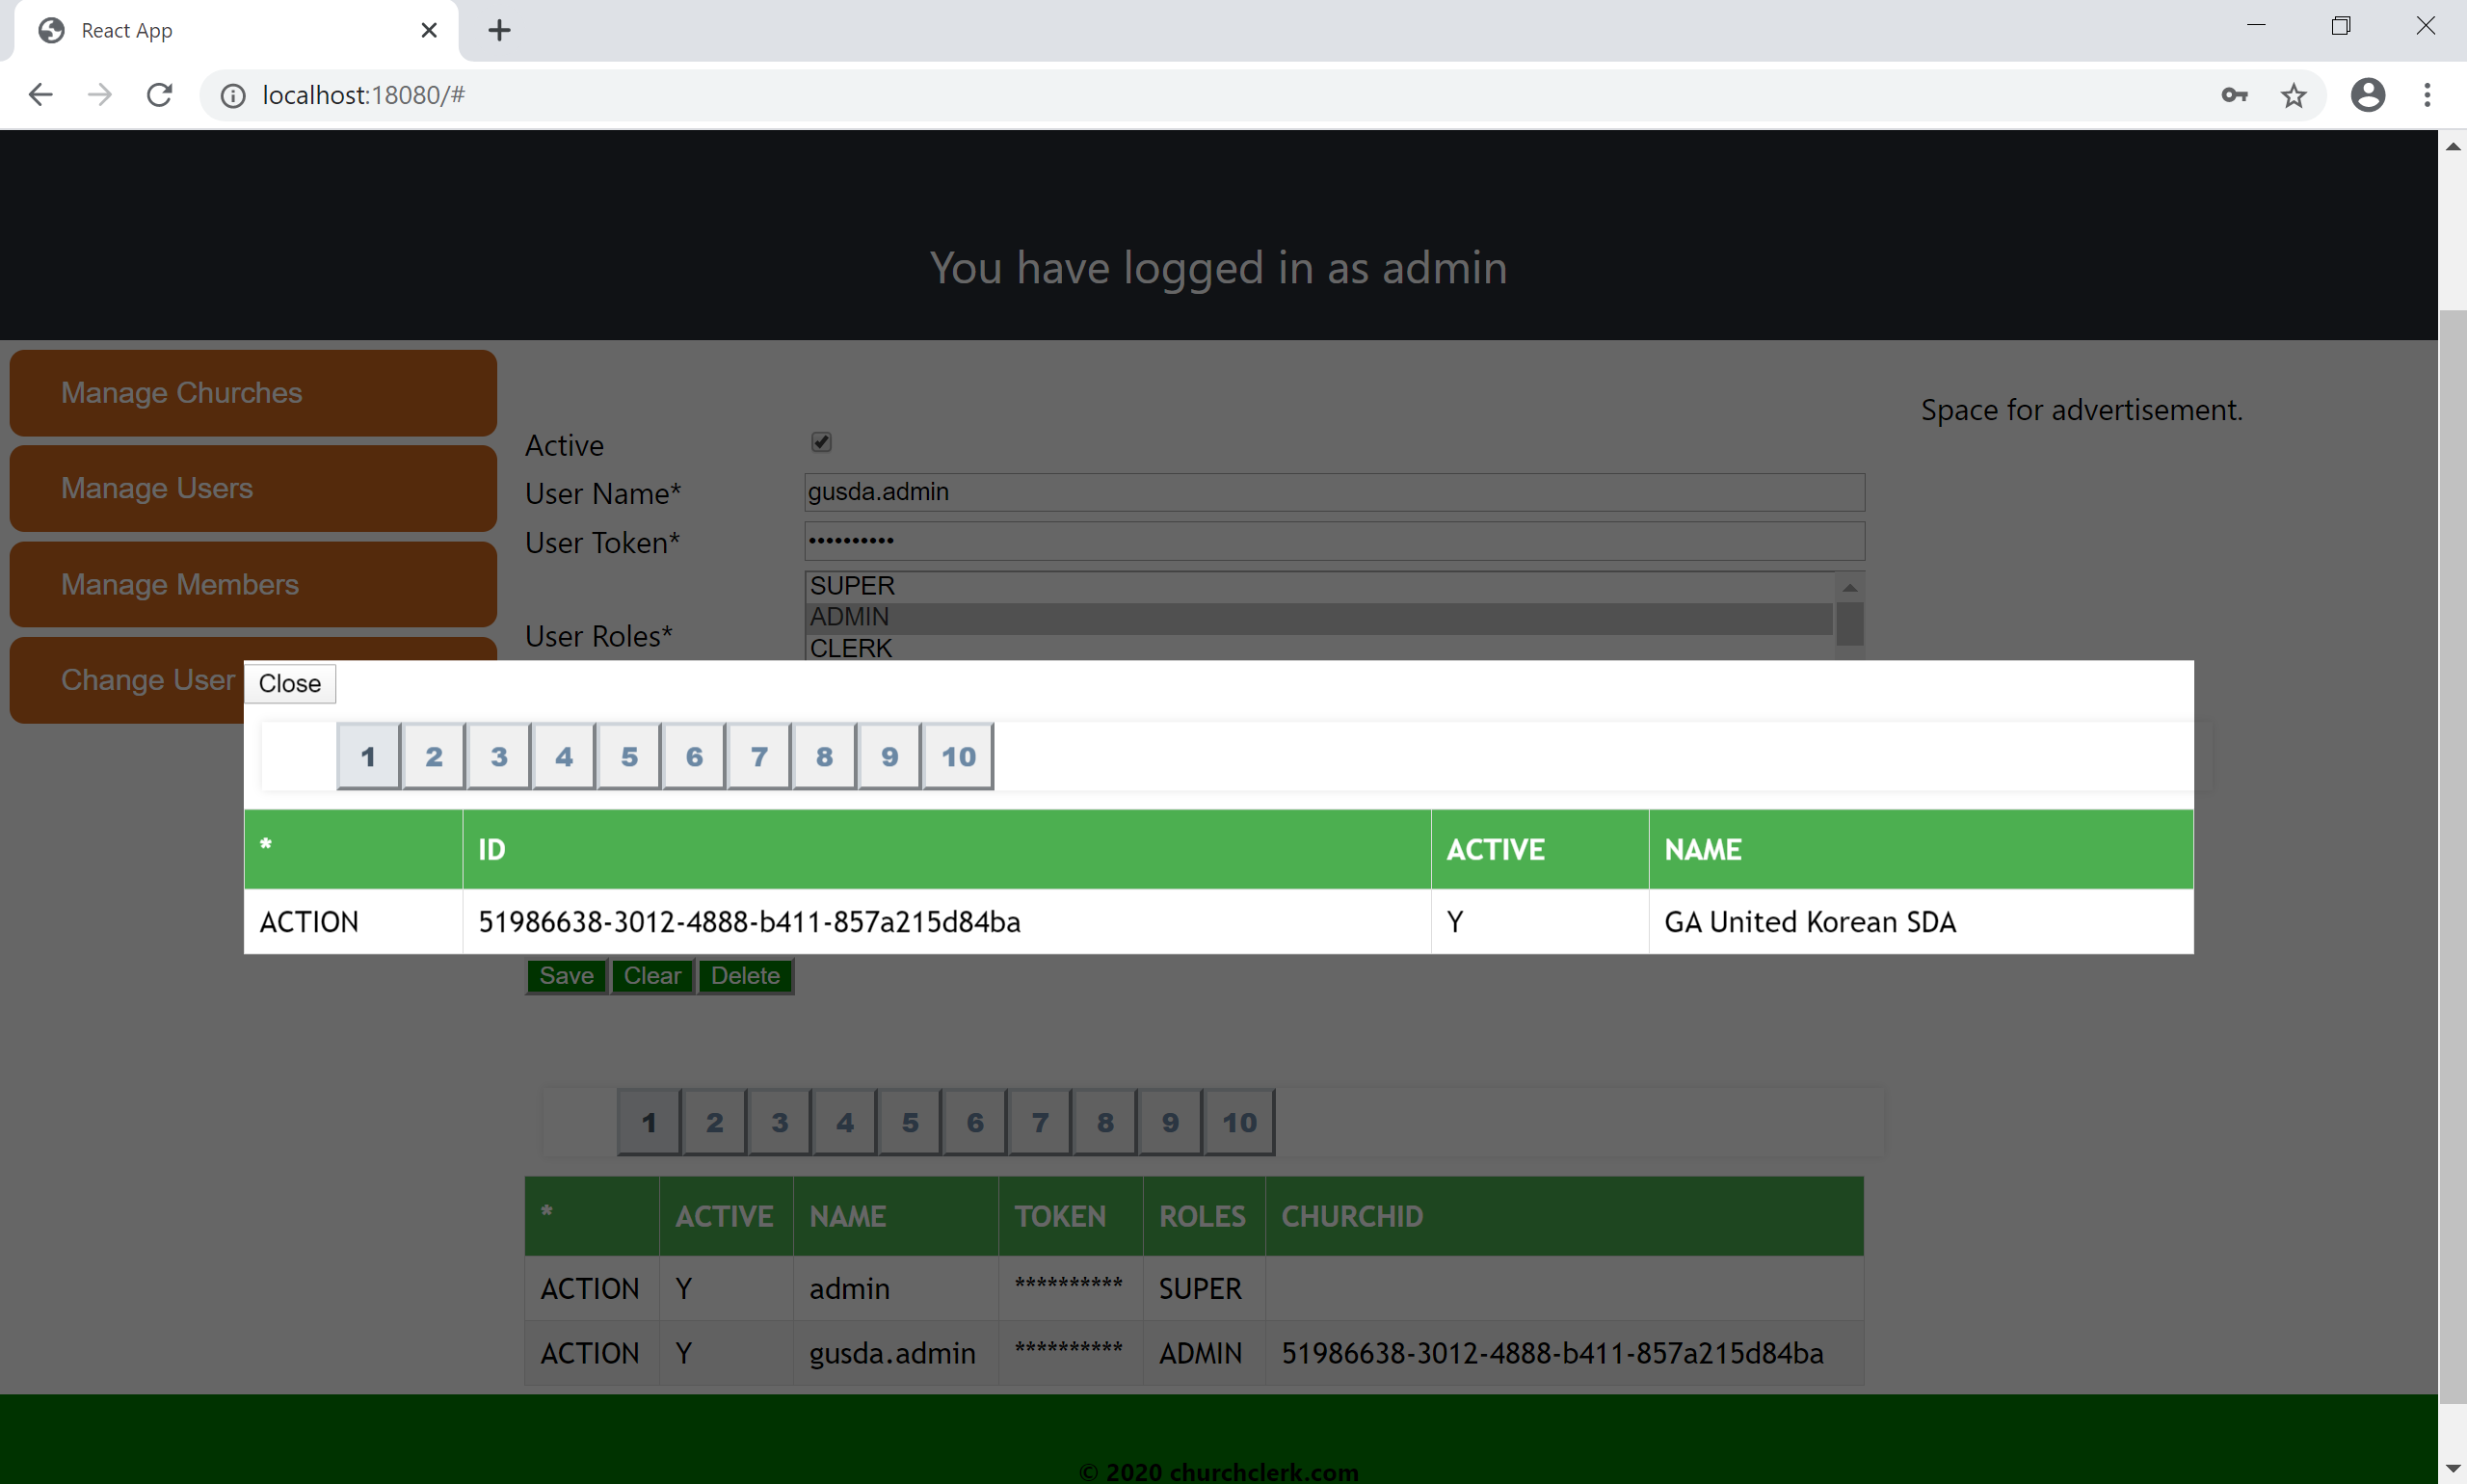 React App
localhost:18080/#
You have logged in as admin
Manage Churches
Manage Users
Manage Members
Change User
Space for advertisement.
Active
User Name*
gusda.admin
User Token*
••••••••••
User Roles*
SUPER
ADMIN
CLERK
Close
1 2 3 4 5 6 7 8 9 10
* ID ACTIVE NAME
ACTION 51986638-3012-4888-b411-857a215d84ba Y GA United Korean SDA
Save Clear Delete
1 2 3 4 5 6 7 8 9 10
* ACTIVE NAME TOKEN ROLES CHURCHID
ACTION Y admin ********** SUPER
ACTION Y gusda.admin ********** ADMIN 51986638-3012-4888-b411-857a215d84ba
© 2020 churchclerk.com